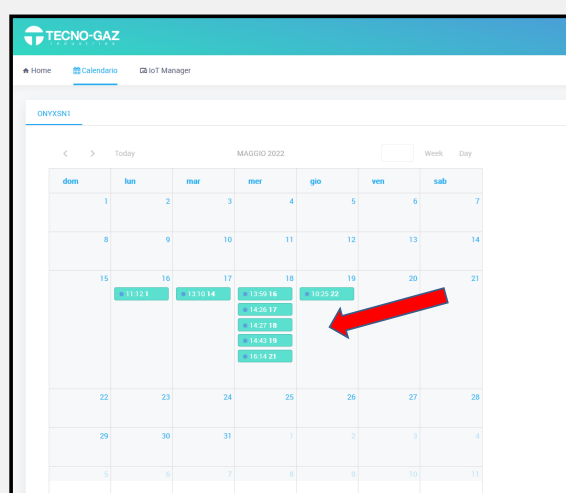 TECNO-GAZ
INDUSTRIES
Home Calendario IoT Manager
ONYXSN1
Today MAGGIO 2022 Week Day
dom lun mar mer gio ven sab
1 2 3 4 5 6 7
8 9 10 11 12 13 14
15 16 17 18 19 20 21
11:12 1 13:10 14 13:59 16 10:25 22
14:26 17
14:27 18
14:43 19
16:14 21
22 23 24 25 26 27 28
29 30 31 1 2 3 4
5 6 7 8 9 10 11